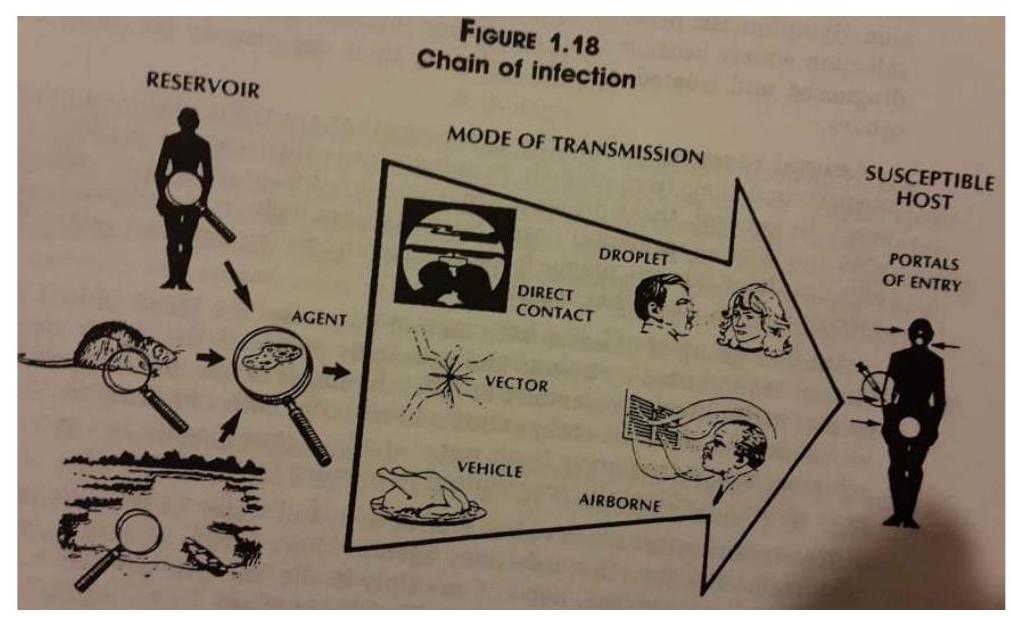 FIGURE 1.18
Chain of infection
RESERVOIR
MODE OF TRANSMISSION
SUSCEPTIBLE
HOST
DROPLET
PORTALS
OF ENTRY
DIRECT
CONTACT
AGENT
VECTOR
VEHICLE
AIRBORNE